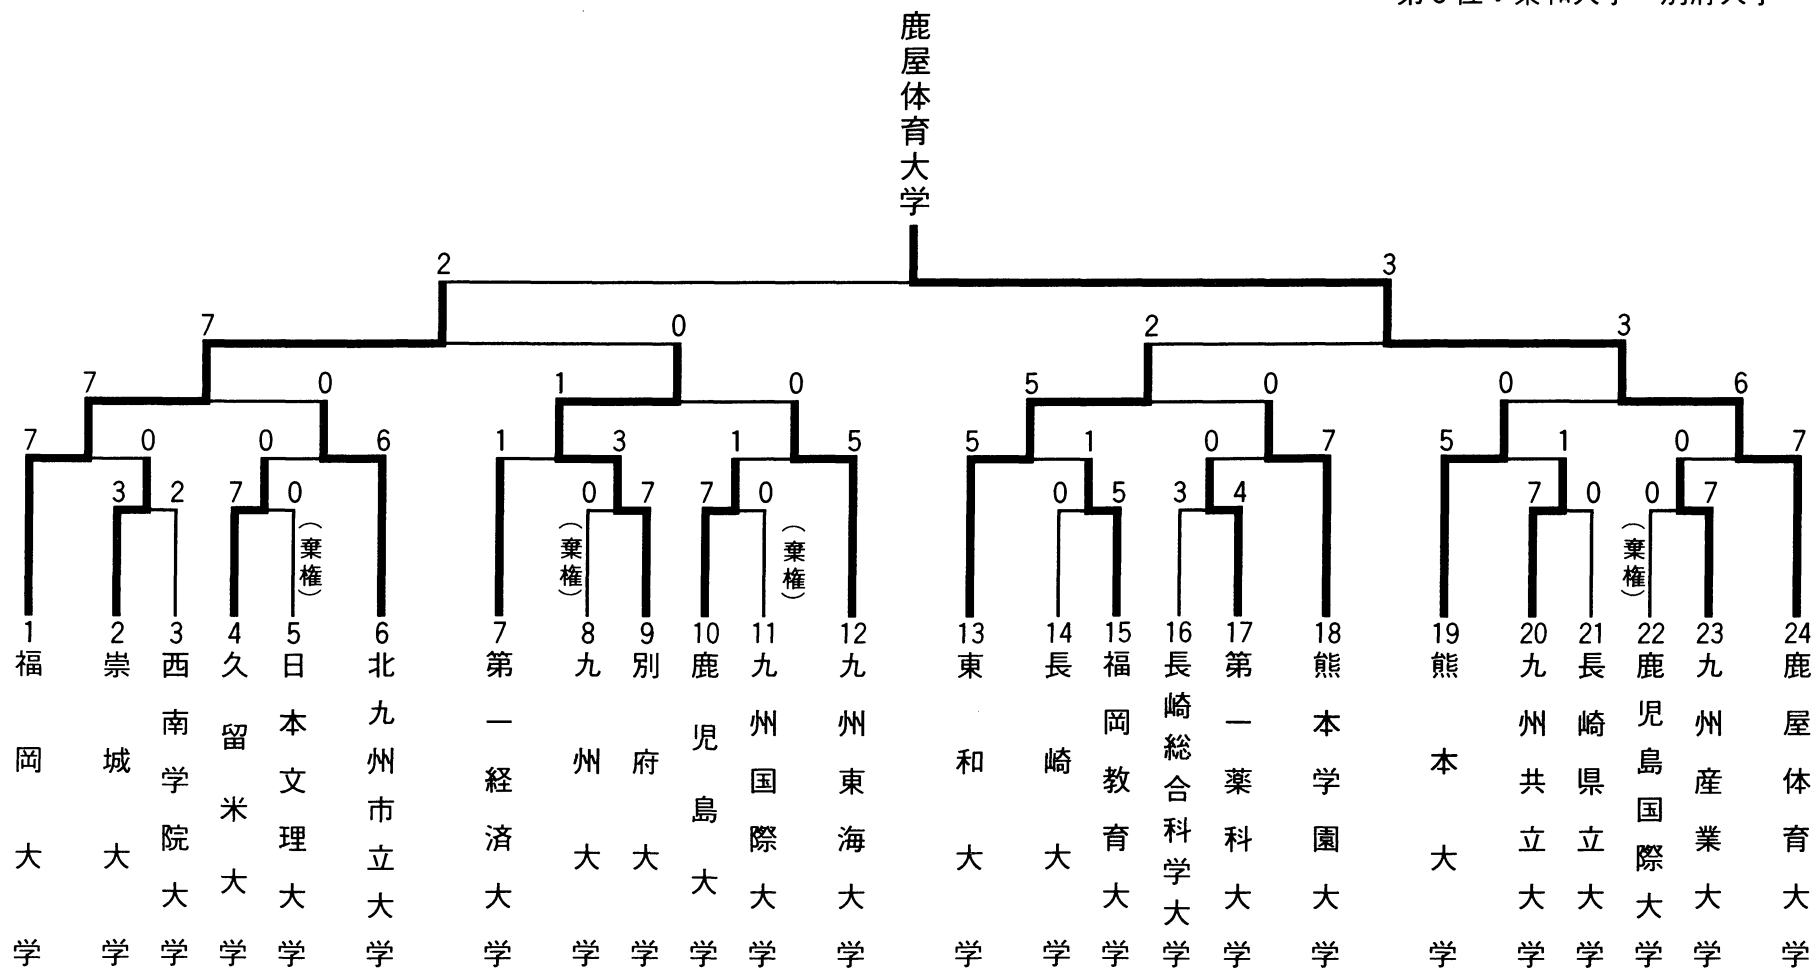 鹿屋体育大学
2 3
7 0 2 3
7 0 1 0 5 0 0 6
7 0 0 6 1 3 1 5 5 1 0 7 5 1 0 7
3 2 7 0 0 7 7 0 0 5 3 4 7 0 0 7
(棄権)
(棄権)
(棄権)
(棄権)
1 福岡大学
2 崇城大学
3 西南学院大学
4 久留米大学
5 日本文理大学
6 北九州市立大学
7 第一経済大学
8 九州大学
9 別府大学
10 鹿児島大学
11 九州国際大学
12 九州東海大学
13 東和大学
14 長崎大学
15 福岡教育大学
16 長崎総合科学大学
17 第一薬科大学
18 熊本学園大学
19 熊本大学
20 九州共立大学
21 長崎県立大学
22 鹿児島国際大学
23 九州産業大学
24 鹿屋体育大学